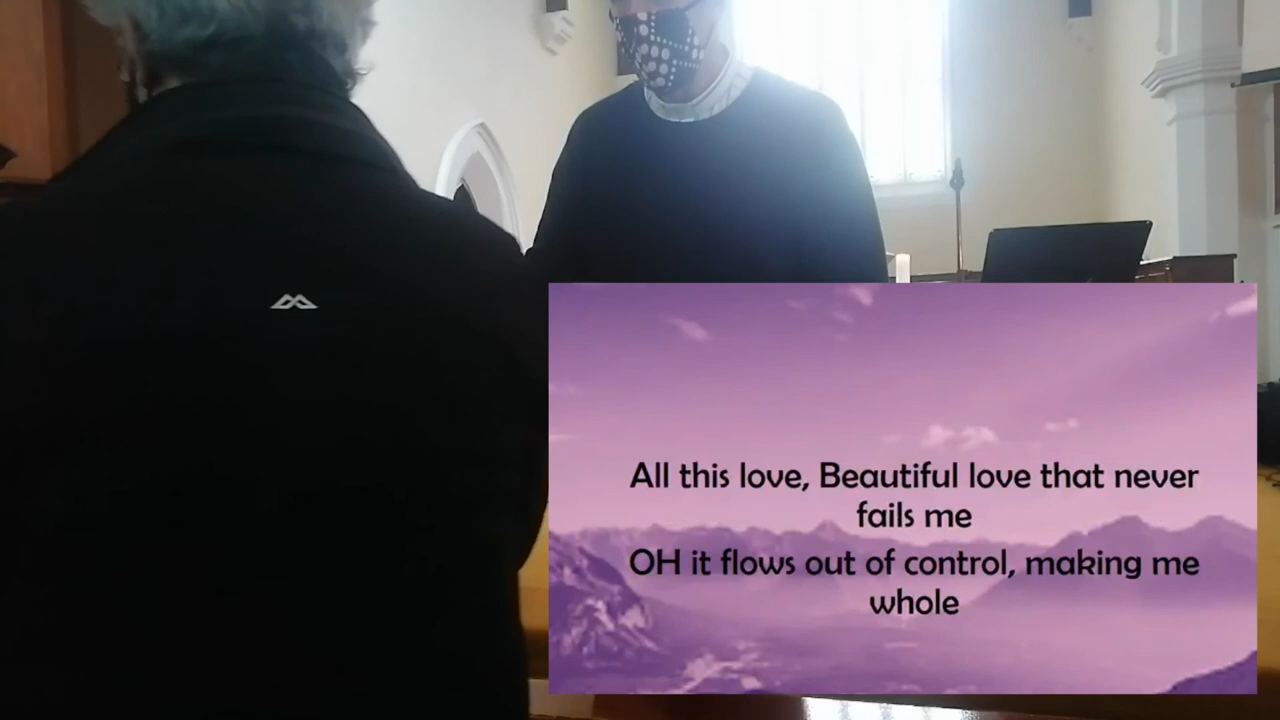 All this love, Beautiful love that never
fails me
OH it flows out of control, making me
whole